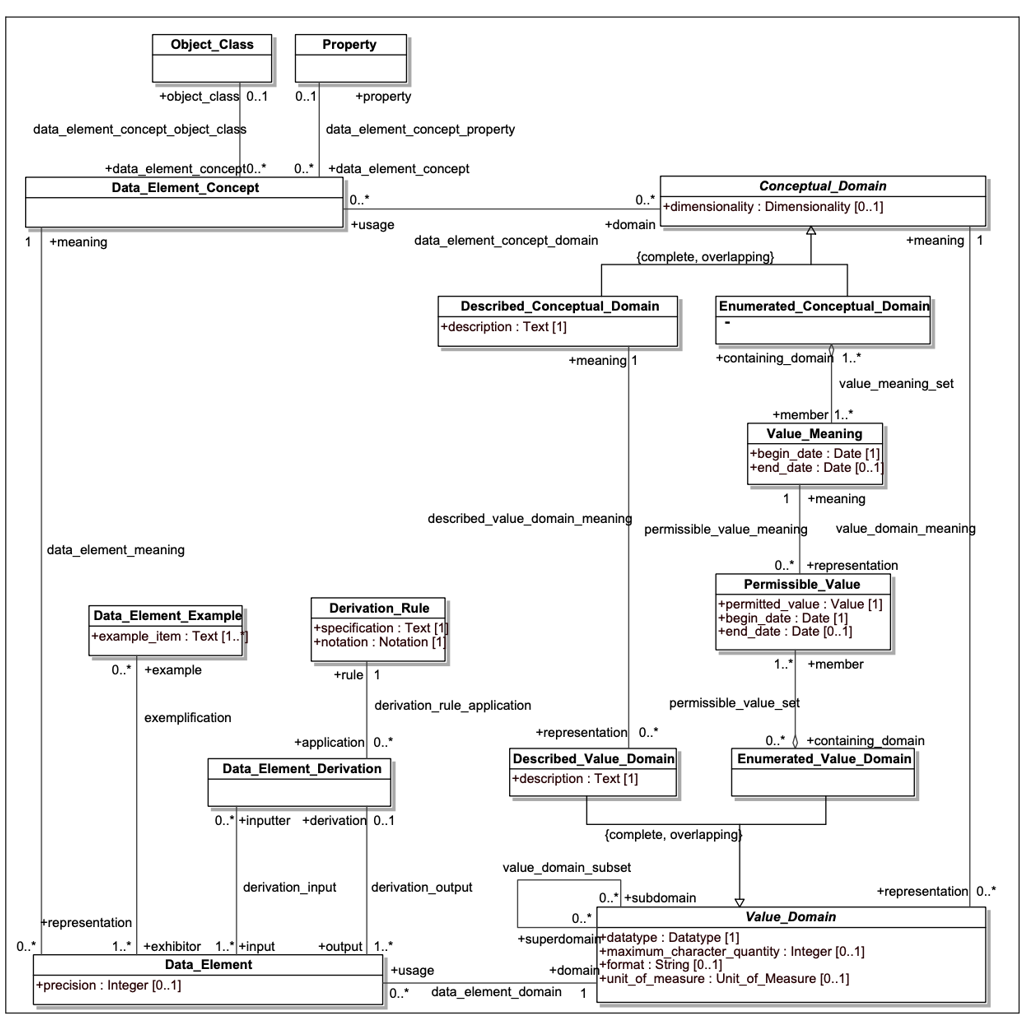 Object_Class
Property
+object_class 0..1
0..1 +property
data_element_concept_object_class
data_element_concept_property
+data_element_concept 0..*
0..* +data_element_concept
Data_Element_Concept
Conceptual_Domain
+dimensionality : Dimensionality [0..1]
0..*
0..*
+usage
+domain
data_element_concept_domain
1 +meaning
+meaning 1
{complete, overlapping}
Described_Conceptual_Domain
+description : Text [1]
Enumerated_Conceptual_Domain
-
+meaning 1
+containing_domain 1..*
value_meaning_set
+member 1..*
Value_Meaning
+begin_date : Date [1]
+end_date : Date [0..1]
1 +meaning
described_value_domain_meaning
permissible_value_meaning
value_domain_meaning
data_element_meaning
0..* +representation
Permissible_Value
+permitted_value : Value [1]
+begin_date : Date [1]
+end_date : Date [0..1]
Data_Element_Example
+example_item : Text [1..*]
Derivation_Rule
+specification : Text [1]
+notation : Notation [1]
0..* +example
+rule 1
1..* +member
exemplification
derivation_rule_application
permissible_value_set
+application 0..*
+representation 0..*
0..* +containing_domain
Data_Element_Derivation
Described_Value_Domain
+description : Text [1]
Enumerated_Value_Domain
0..* +inputter
+derivation 0..1
{complete, overlapping}
derivation_input
derivation_output
value_domain_subset
0..* +subdomain
+representation 0..*
0..*
+superdomain
Value_Domain
+datatype : Datatype [1]
+maximum_character_quantity : Integer [0..1]
+format : String [0..1]
+unit_of_measure : Unit_of_Measure [0..1]
+representation
0..*
1..* +exhibitor
1..* +input
+output 1..*
Data_Element
+precision : Integer [0..1]
+usage
+domain
0..*
data_element_domain
1